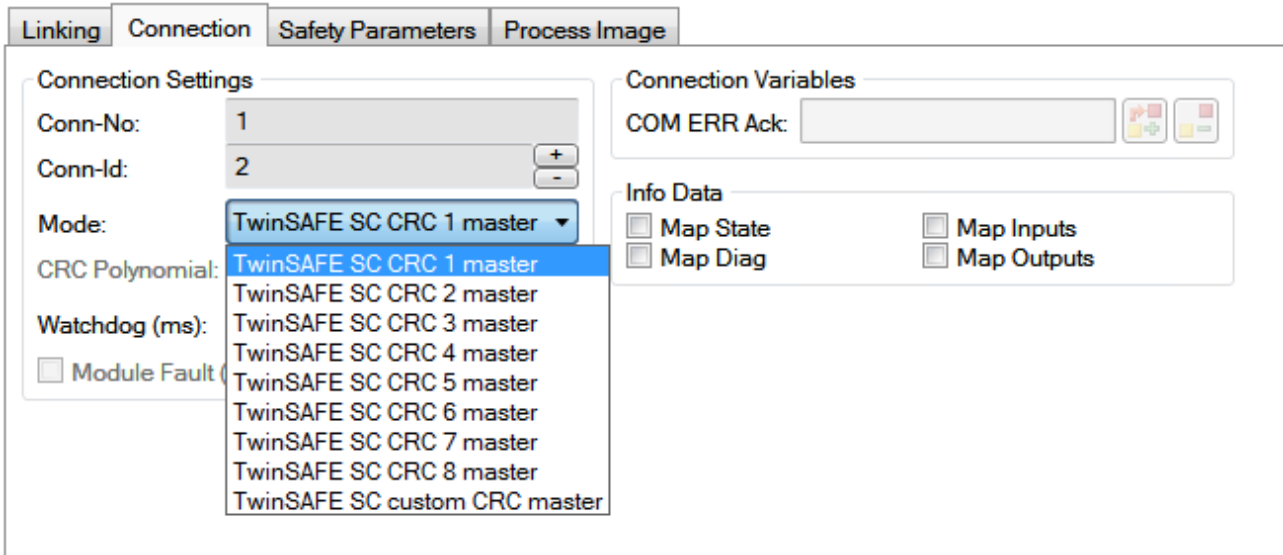 Linking Connection Safety Parameters Process Image
Connection Settings
Conn-No: 1
Conn-Id: 2
+
-
Mode: TwinSAFE SC CRC 1 master
CRC Polynomial:
Watchdog (ms):
Module Fault (
TwinSAFE SC CRC 1 master
TwinSAFE SC CRC 2 master
TwinSAFE SC CRC 3 master
TwinSAFE SC CRC 4 master
TwinSAFE SC CRC 5 master
TwinSAFE SC CRC 6 master
TwinSAFE SC CRC 7 master
TwinSAFE SC CRC 8 master
TwinSAFE SC custom CRC master
Connection Variables
COM ERR Ack:
Info Data
Map State Map Inputs
Map Diag Map Outputs